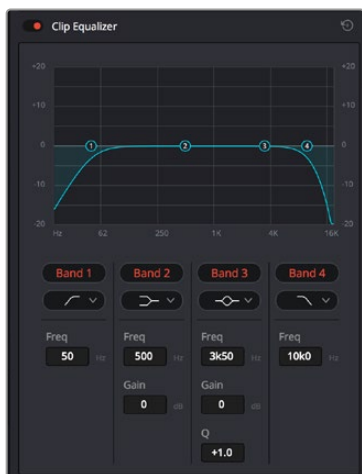 Clip Equalizer
+20 +20
+10 +10
0 1 2 3 4 0
-10 -10
-20 -20
Hz 62 250 1K 4K 16K
Band 1 Band 2 Band 3 Band 4
Freq Freq Freq Freq
50 Hz 500 Hz 3k50 Hz 10k0 Hz
Gain Gain
0 dB 0 dB
Q
+1.0